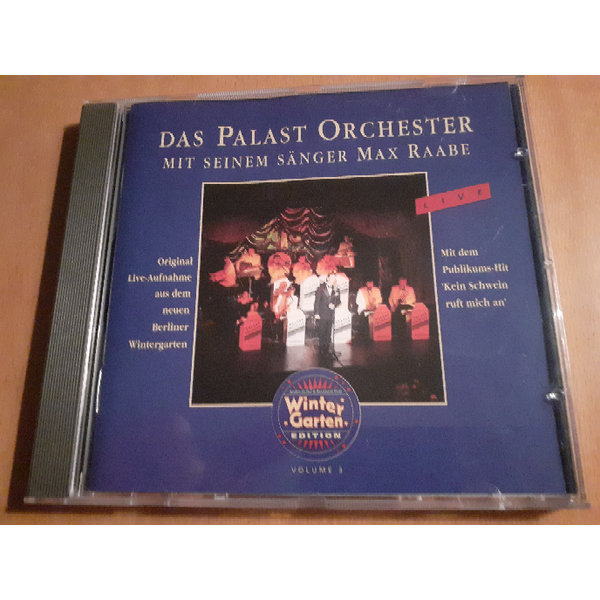 DAS PALAST ORCHESTER
MIT SEINEM SÄNGER MAX RAABE
LIVE
Original
Live-Aufnahme
aus dem
neuen
Berliner
Wintergarten
Mit dem
Publikums-Hit
'Kein Schwein
ruft mich an'
Winter
Garten
EDITION
VOLUME 3